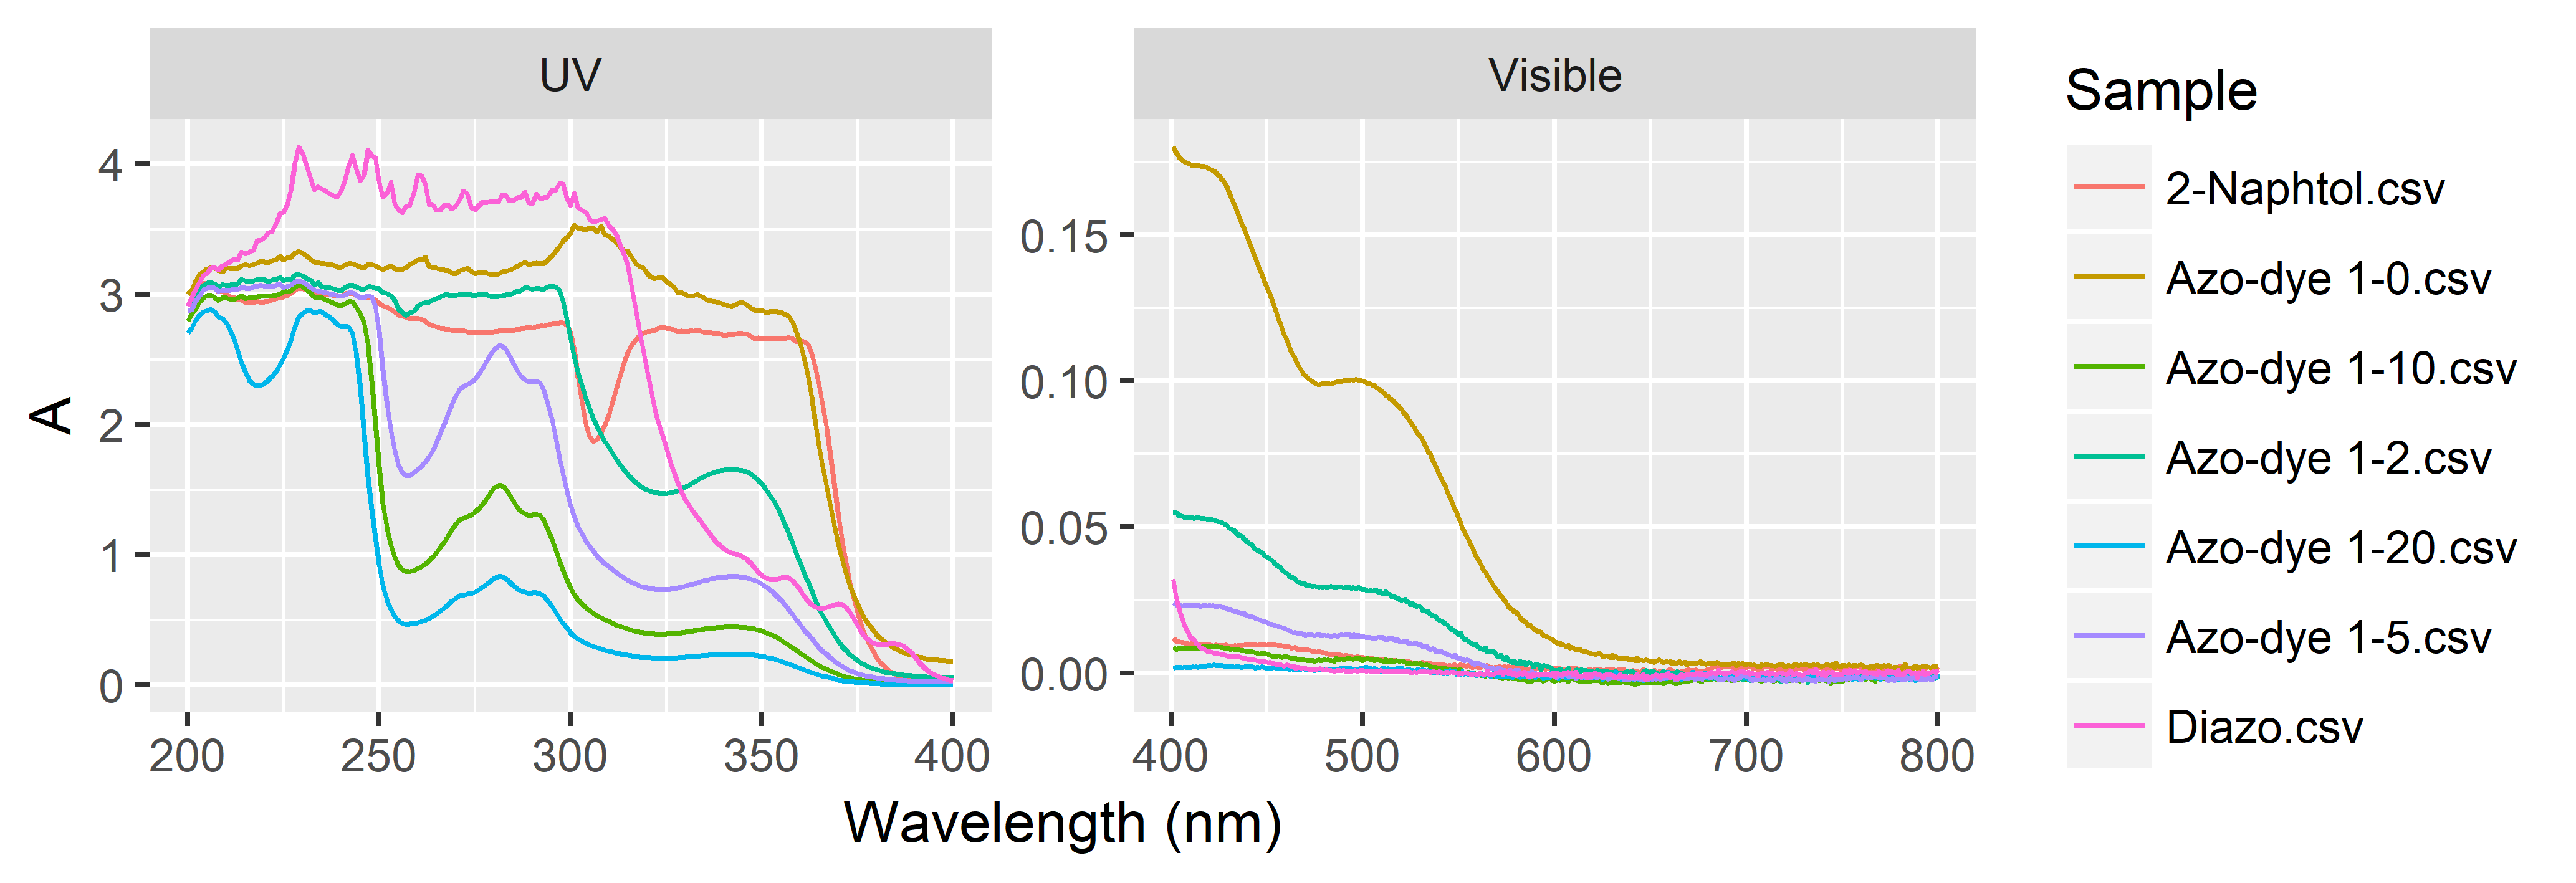 UV
Visible
A
4
3
2
1
0
0.15
0.10
0.05
0.00
200 250 300 350 400
400 500 600 700 800
Wavelength (nm)
Sample
2-Naphtol.csv
Azo-dye 1-0.csv
Azo-dye 1-10.csv
Azo-dye 1-2.csv
Azo-dye 1-20.csv
Azo-dye 1-5.csv
Diazo.csv